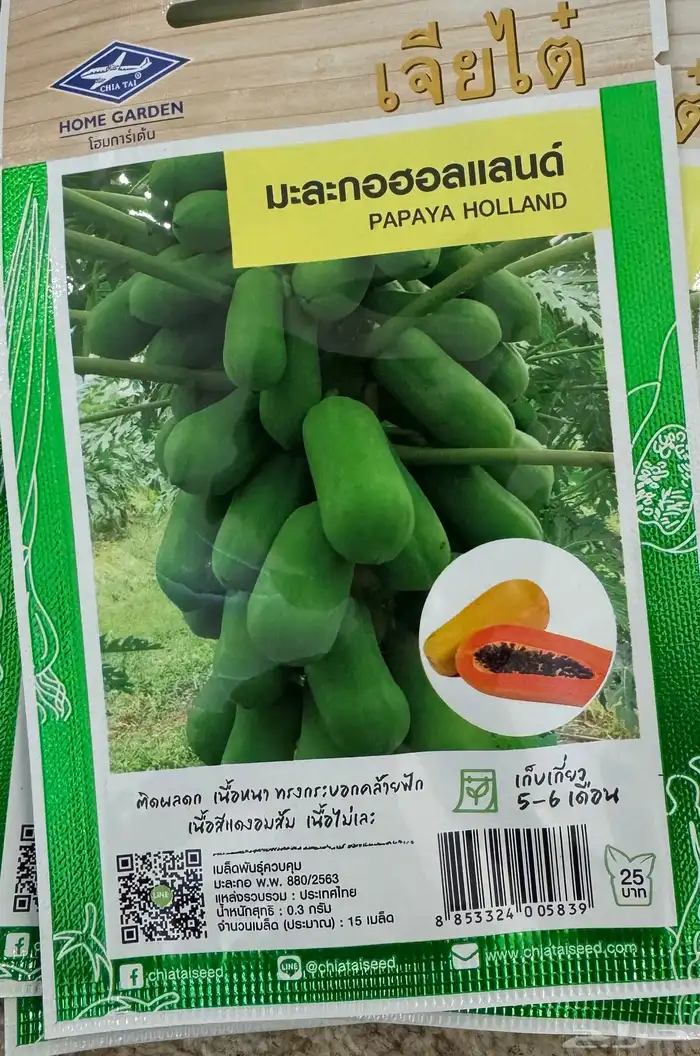 CHIA TAI
HOME GARDEN
โฮมการ์เด้น
เจียไต๋
มะละกอฮอลแลนด์
PAPAYA HOLLAND
ติดผลดก เนื้อหนา ทรงกระบอกคล้ายฟัก
เนื้อสีแดงอมส้ม เนื้อไม่เละ
เก็บเกี่ยว
5-6 เดือน
LINE
เมล็ดพันธุ์ควบคุม
มะละกอ พ.พ. 880/2563
แหล่งรวบรวม : ประเทศไทย
น้ำหนักสุทธิ : 0.3 กรัม
จำนวนเมล็ด (ประมาณ) : 15 เมล็ด
8 853324 005839
25
บาท
chiataiseed
LINE @chiataiseed
www.chiataiseed.com